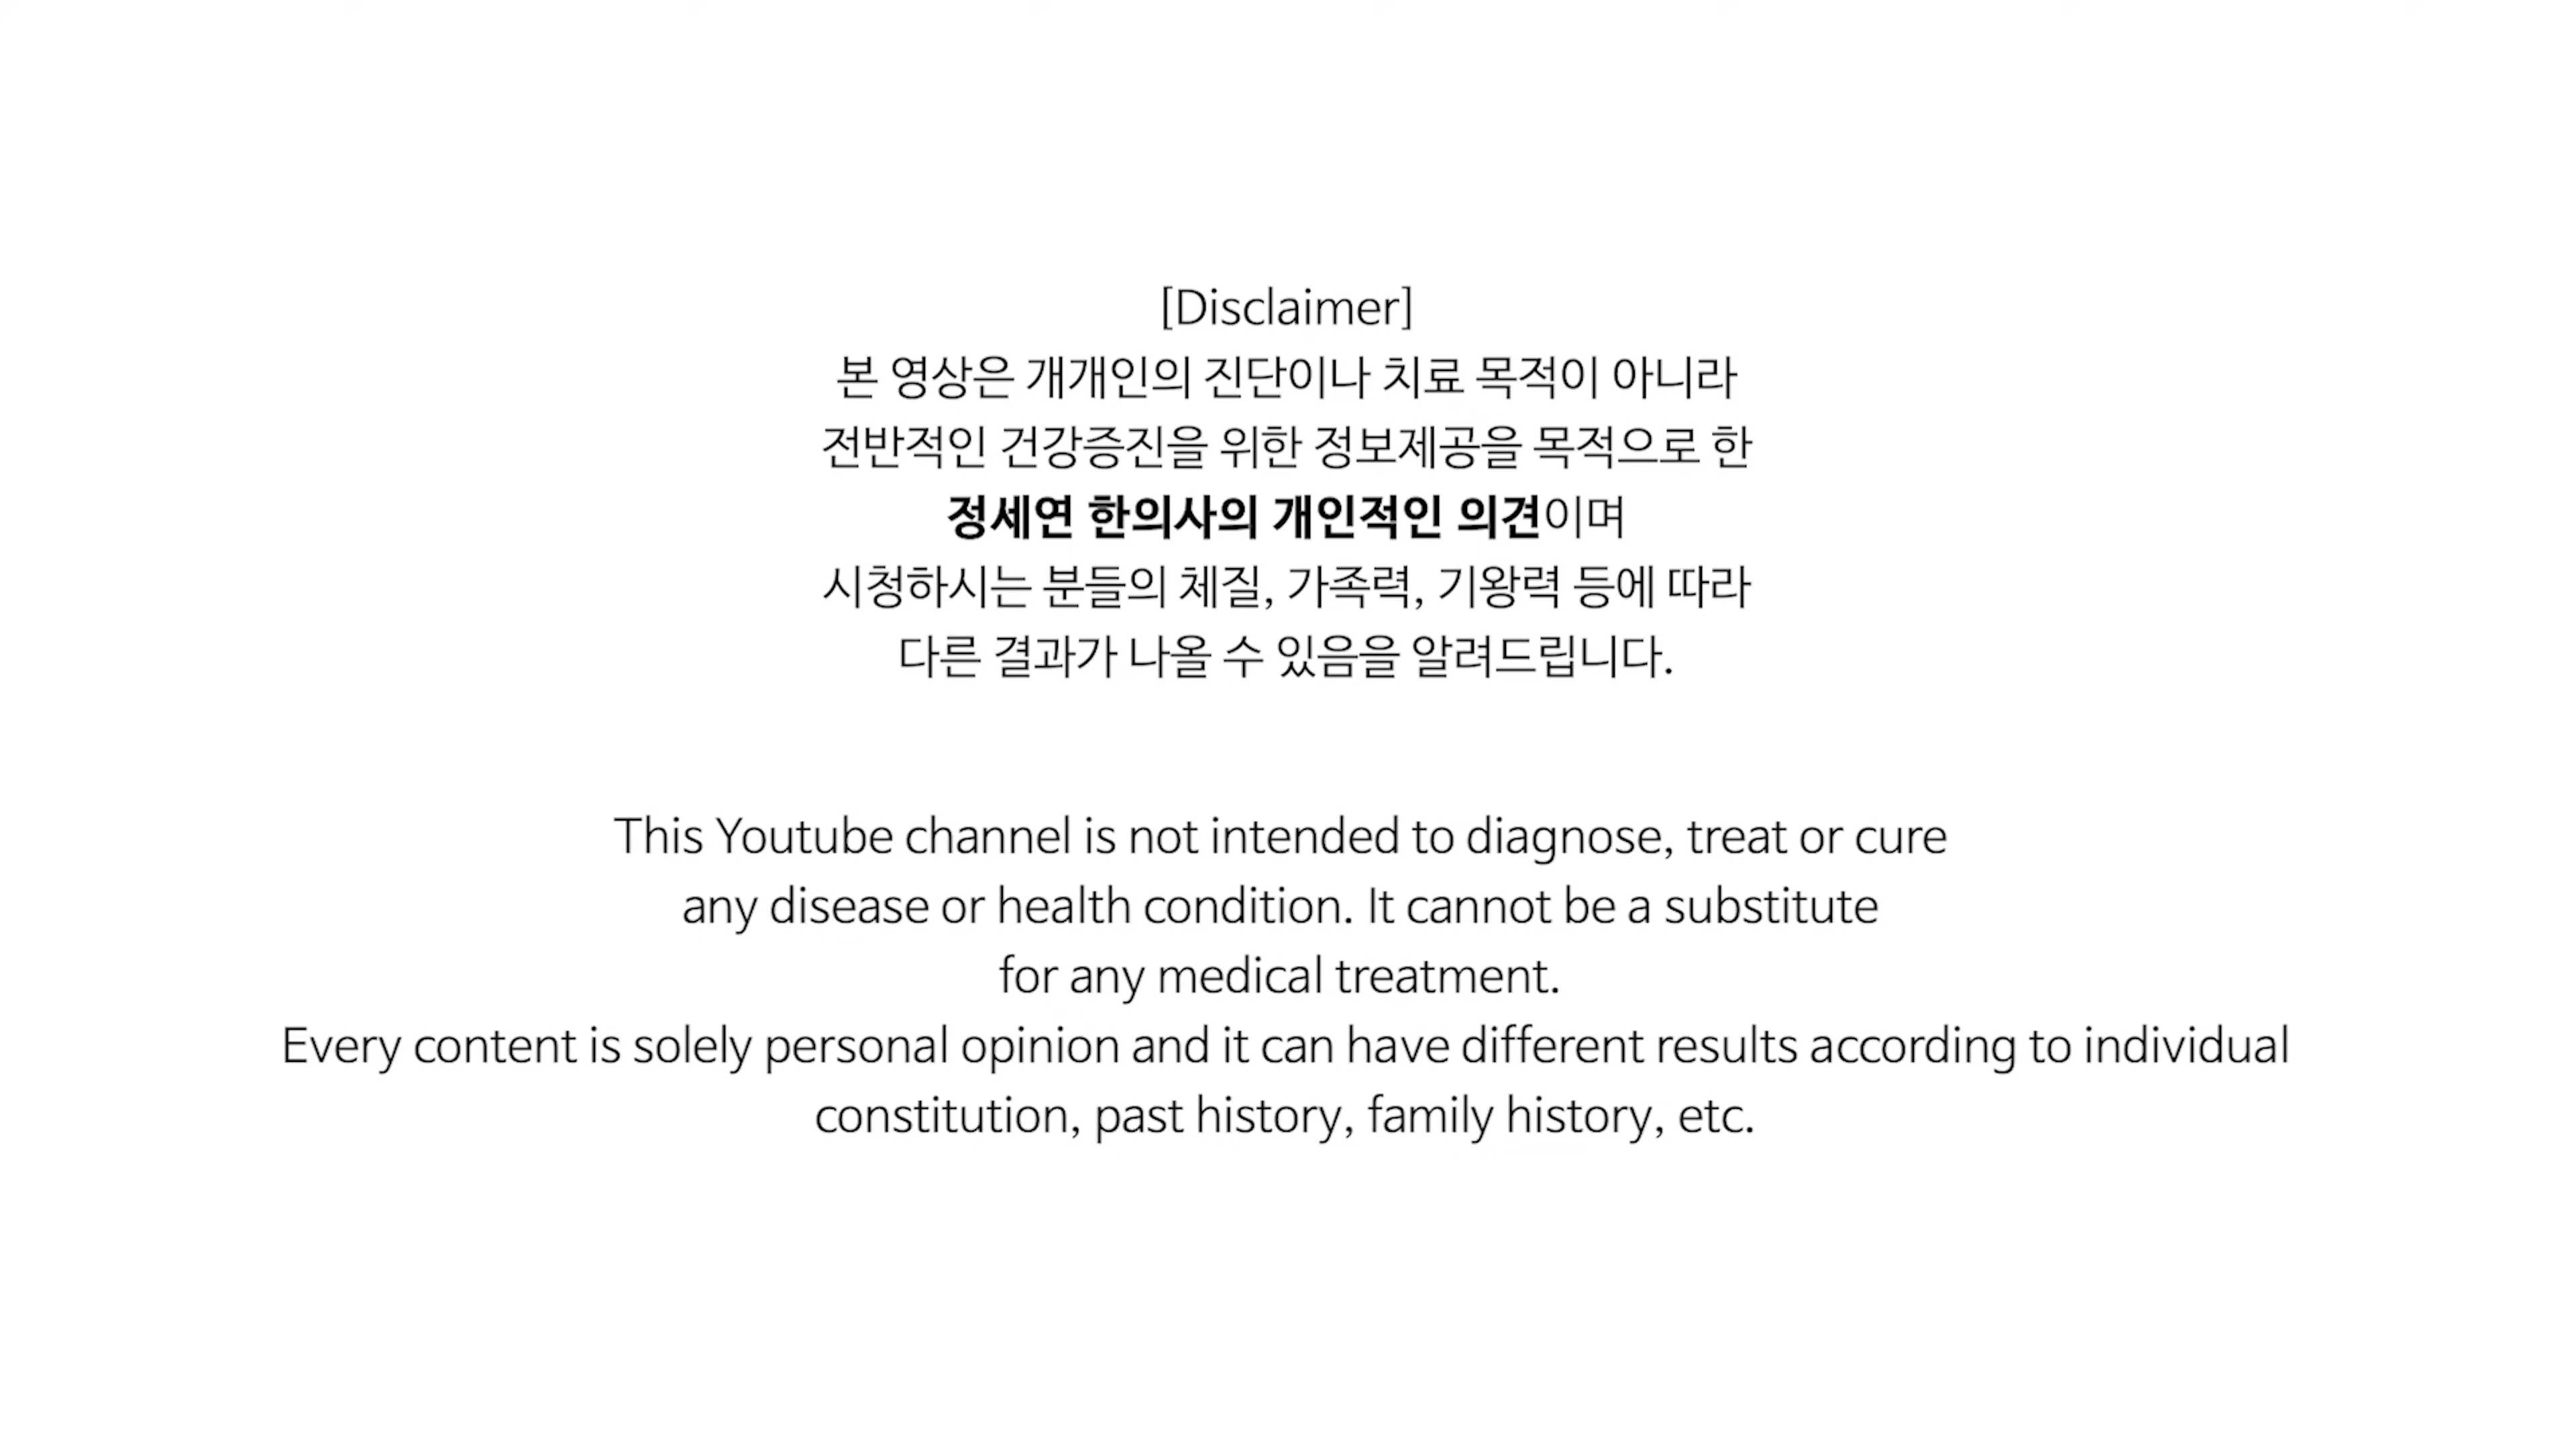 [Disclaimer]
본 영상은 개개인의 진단이나 치료 목적이 아니라
전반적인 건강증진을 위한 정보제공을 목적으로 한
정세연 한의사의 개인적인 의견이며
시청하시는 분들의 체질, 가족력, 기왕력 등에 따라
다른 결과가 나올 수 있음을 알려드립니다.
This Youtube channel is not intended to diagnose, treat or cure
any disease or health condition. It cannot be a substitute
for any medical treatment.
Every content is solely personal opinion and it can have different results according to individual
constitution, past history, family history, etc.